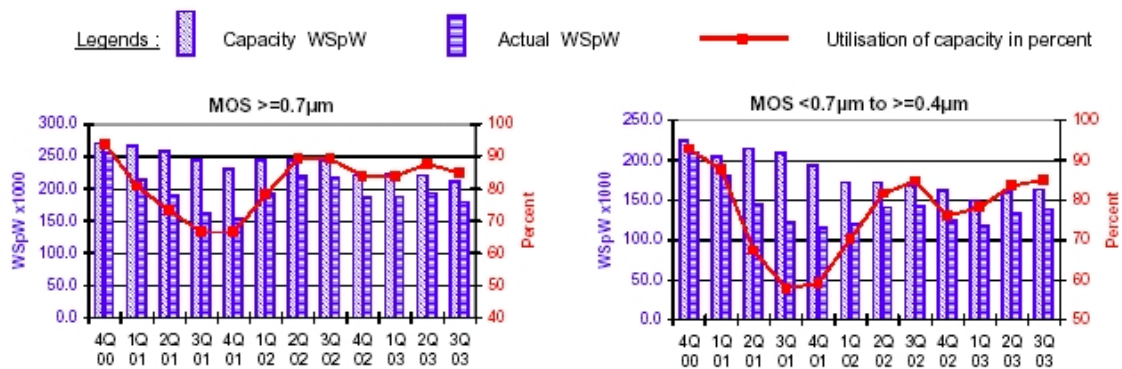 Legends :
Capacity WSpW
Actual WSpW
Utilisation of capacity in percent
MOS >=0.7µm
300.0
250.0
200.0
150.0
100.0
50.0
0.0
WSpW x1000
100
90
80
70
60
50
40
Percent
4Q 1Q 2Q 3Q 4Q 1Q 2Q 3Q 4Q 1Q 2Q 3Q
00 01 01 01 01 02 02 02 02 03 03 03
MOS <0.7µm to >=0.4µm
250.0
200.0
150.0
100.0
50.0
0.0
WSpW x1000
100
90
80
70
60
50
Percent
4Q 1Q 2Q 3Q 4Q 1Q 2Q 3Q 4Q 1Q 2Q 3Q
00 01 01 01 01 02 02 02 02 03 03 03